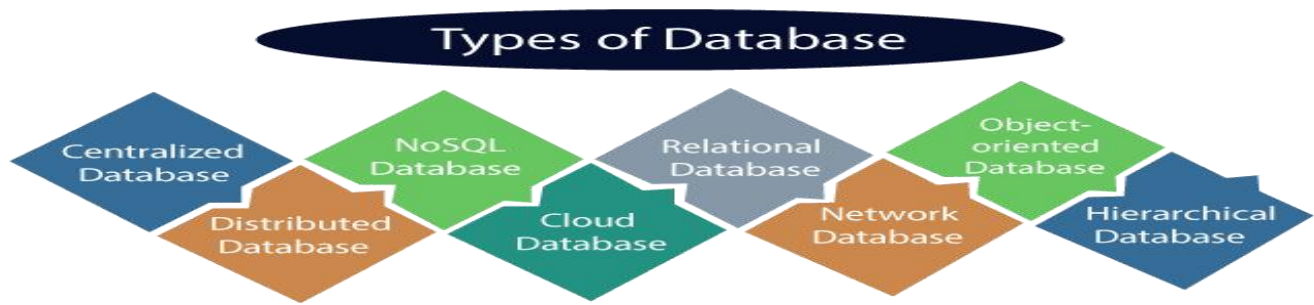 Types of Database
Centralized
Database
Distributed
Database
NoSQL
Database
Cloud
Database
Relational
Database
Network
Database
Object-
oriented
Database
Hierarchical
Database